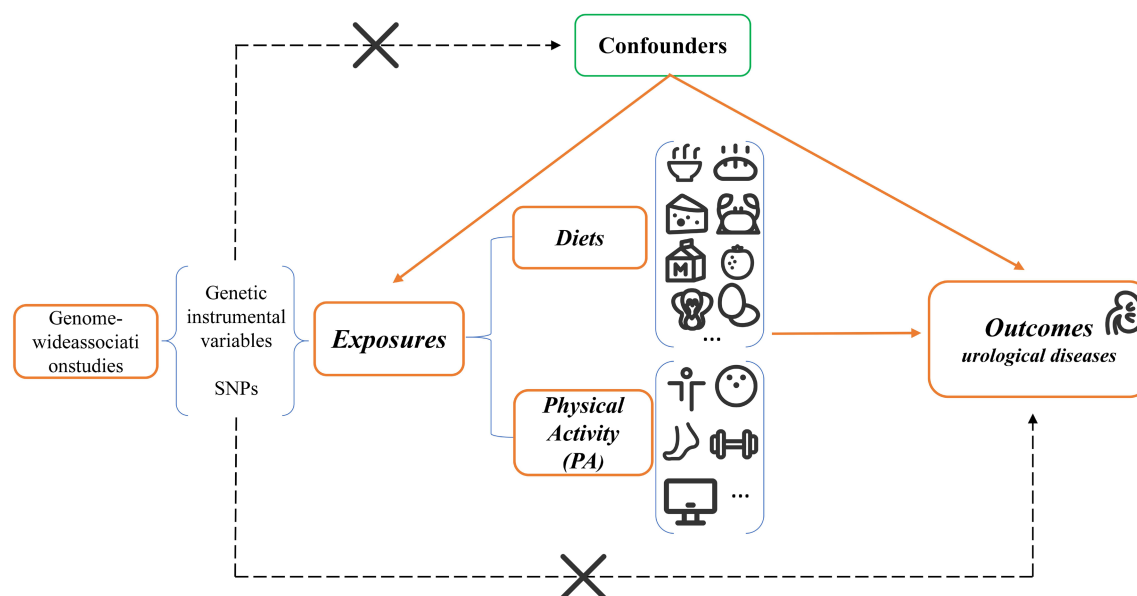 Confounders
Diets
Genome-
wideassociati
onstudies
Genetic
instrumental
variables
SNPs
Exposures
M
...
Physical
Activity
(PA)
...
Outcomes
urological diseases